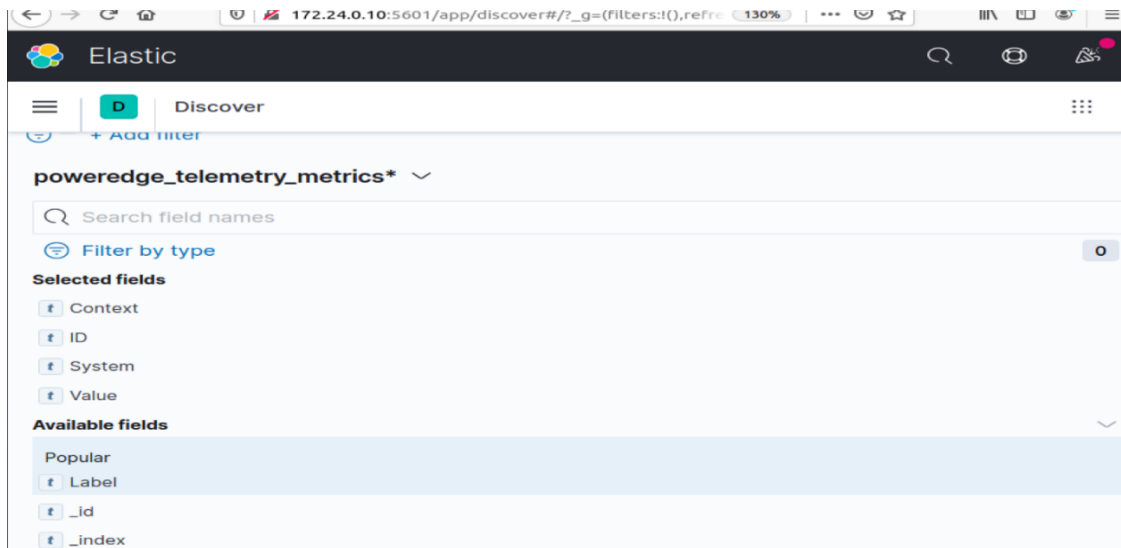 172.24.0.10:5601/app/discover#/?_g=(filters:!(),refre 130%
Elastic
D Discover
+ Add filter
poweredge_telemetry_metrics*
Search field names
Filter by type 0
Selected fields
t Context
t ID
t System
t Value
Available fields
Popular
t Label
t _id
t _index